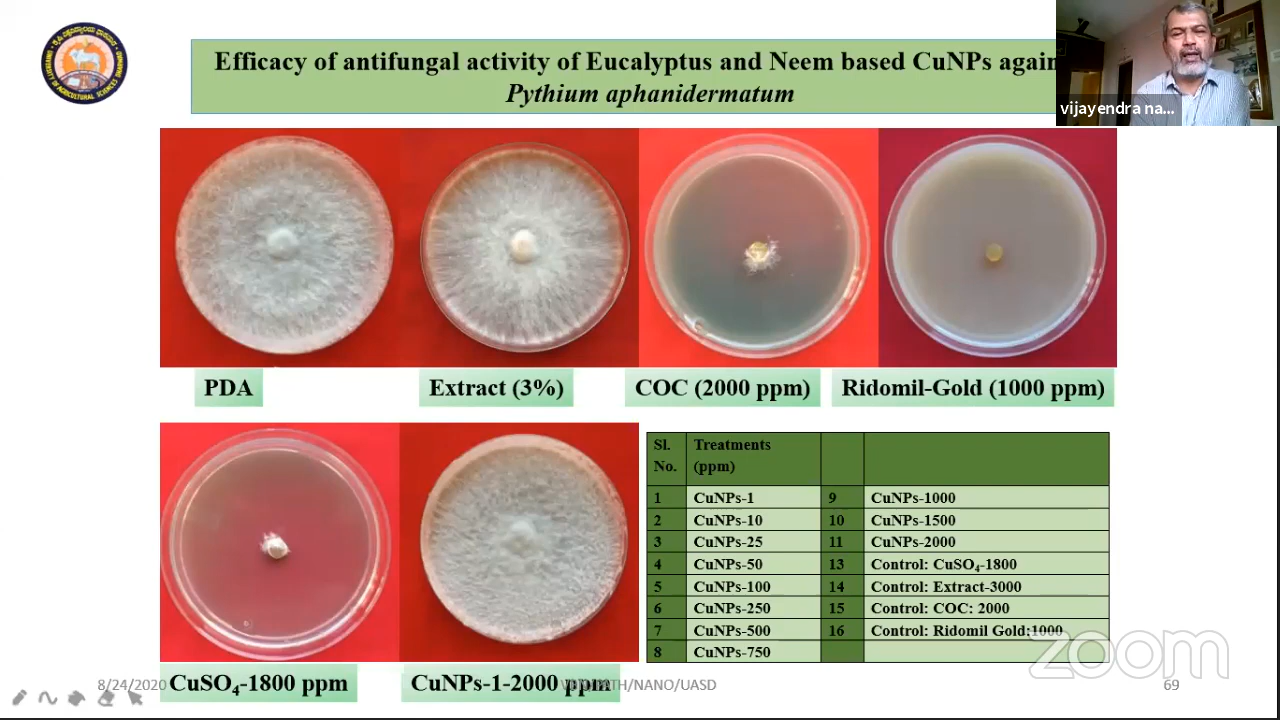 Efficacy of antifungal activity of Eucalyptus and Neem based CuNPs again
Pythium aphanidermatum
vijayendra na...
PDA
Extract (3%)
COC (2000 ppm)
Ridomil-Gold (1000 ppm)
Sl. No. Treatments (ppm)
1 CuNPs-1 9 CuNPs-1000
2 CuNPs-10 10 CuNPs-1500
3 CuNPs-25 11 CuNPs-2000
4 CuNPs-50 13 Control: CuSO₄-1800
5 CuNPs-100 14 Control: Extract-3000
6 CuNPs-250 15 Control: COC: 2000
7 CuNPs-500 16 Control: Ridomil Gold:1000
8 CuNPs-750
CuSO₄-1800 ppm
CuNPs-1-2000 ppm
8/24/2020
PATH/NANO/UASD
69
zoom